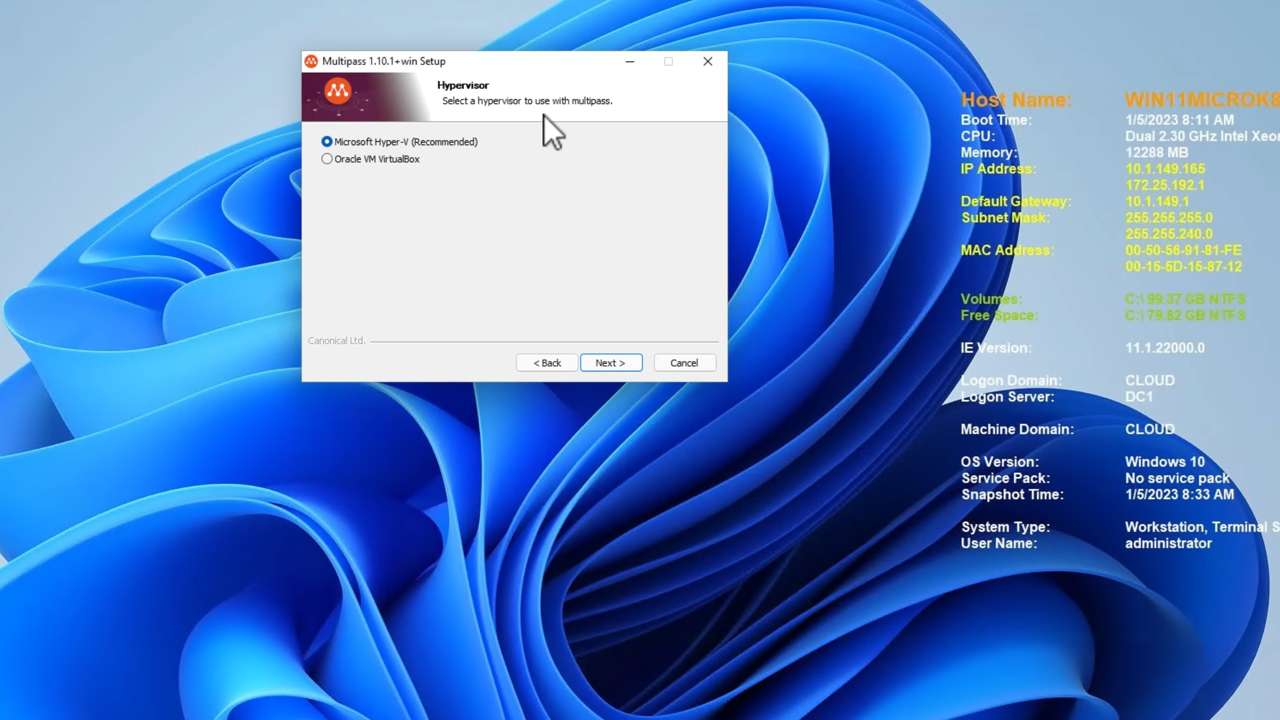 Multipass 1.10.1+win Setup
Hypervisor
Select a hypervisor to use with multipass.
Microsoft Hyper-V (Recommended)
Oracle VM VirtualBox
Canonical Ltd.
< Back
Next >
Cancel
Host Name: WIN11MICROK8
Boot Time: 1/5/2023 8:11 AM
CPU: Dual 2.30 GHz Intel Xeo
Memory: 12288 MB
IP Address: 10.1.149.165
172.25.192.1
Default Gateway: 10.1.149.1
Subnet Mask: 255.255.255.0
255.255.240.0
MAC Address: 00-50-56-91-81-FE
00-15-5D-15-87-12
Volumes: C:\ 99.37 GB NTFS
Free Space: C:\ 79.82 GB NTFS
IE Version: 11.1.22000.0
Logon Domain: CLOUD
Logon Server: DC1
Machine Domain: CLOUD
OS Version: Windows 10
Service Pack: No service pack
Snapshot Time: 1/5/2023 8:33 AM
System Type: Workstation, Terminal S
User Name: administrator